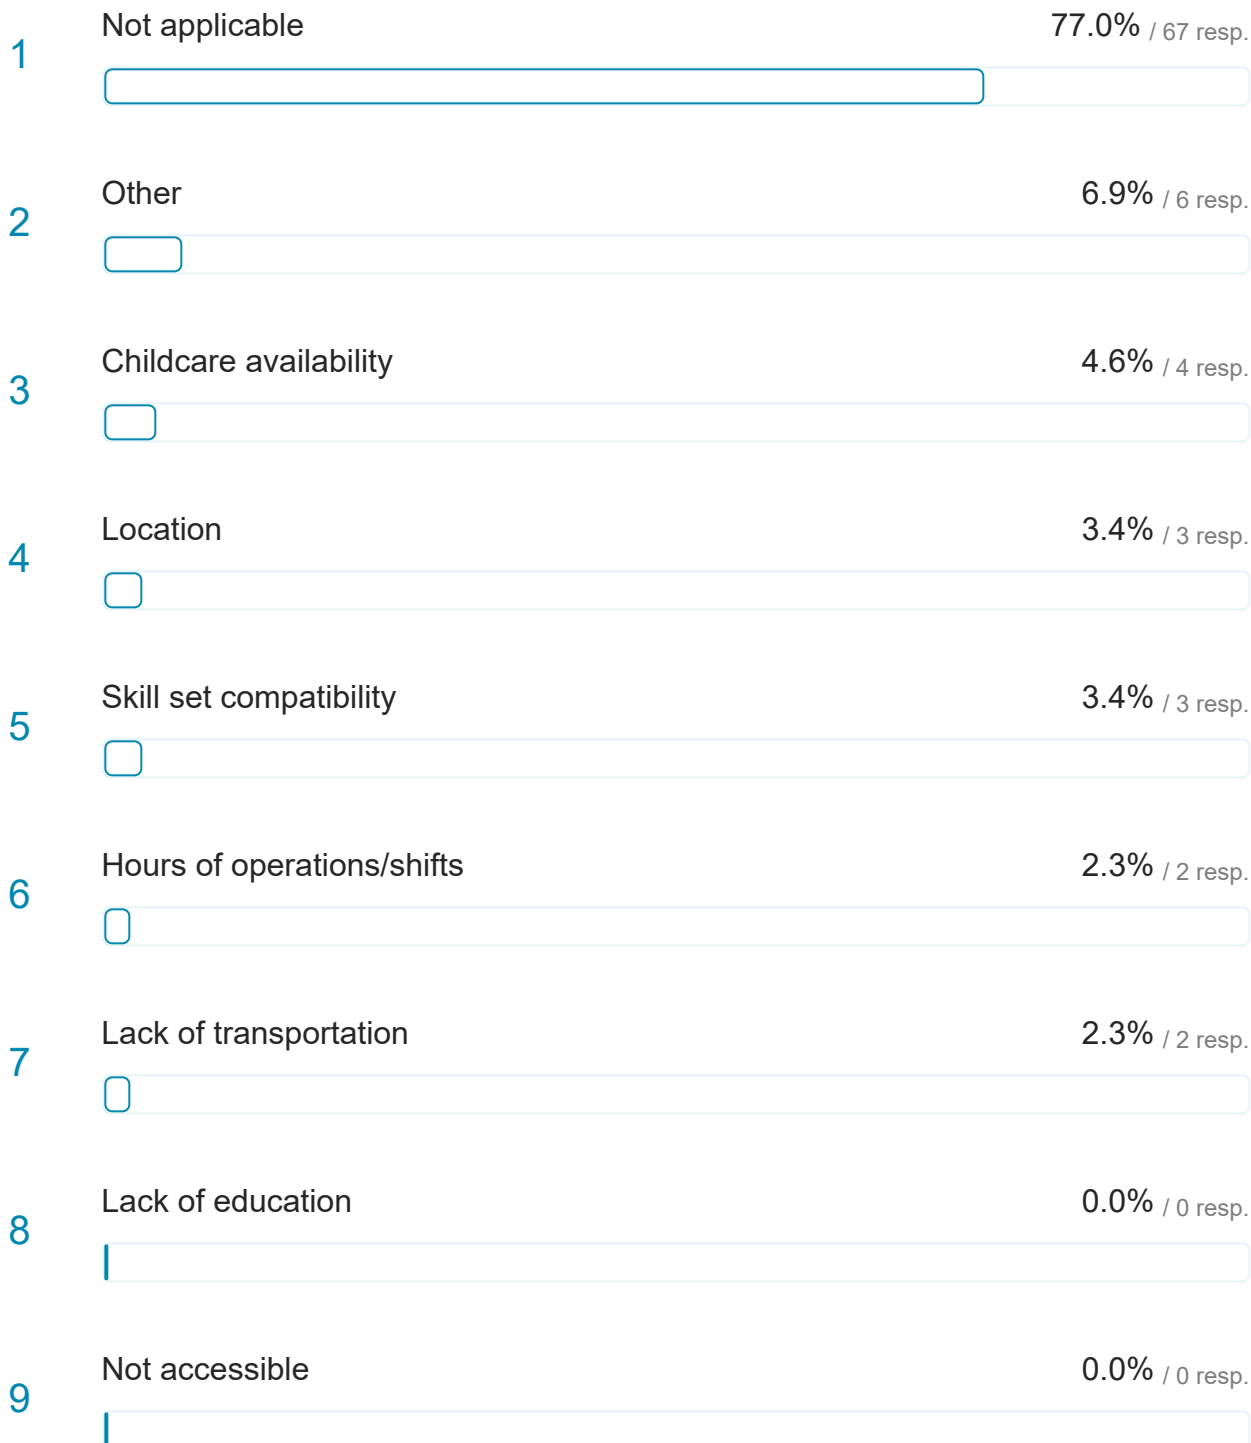 1 Not applicable 77.0% / 67 resp.
2 Other 6.9% / 6 resp.
3 Childcare availability 4.6% / 4 resp.
4 Location 3.4% / 3 resp.
5 Skill set compatibility 3.4% / 3 resp.
6 Hours of operations/shifts 2.3% / 2 resp.
7 Lack of transportation 2.3% / 2 resp.
8 Lack of education 0.0% / 0 resp.
9 Not accessible 0.0% / 0 resp.